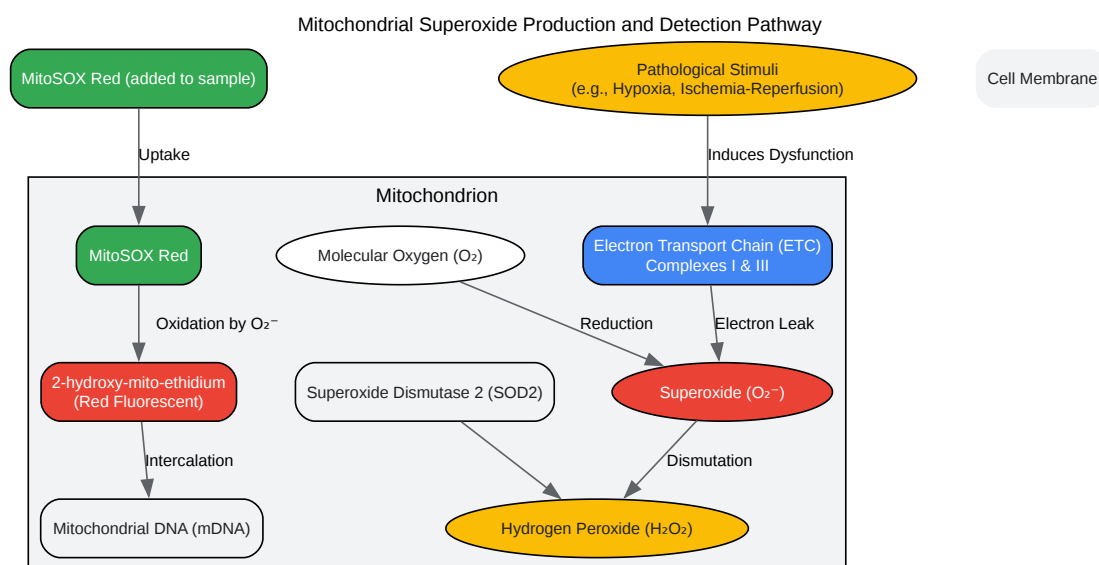 Mitochondrial Superoxide Production and Detection Pathway
MitoSOX Red (added to sample)
Pathological Stimuli
(e.g., Hypoxia, Ischemia-Reperfusion)
Cell Membrane
Uptake
Induces Dysfunction
Mitochondrion
MitoSOX Red
Molecular Oxygen (O₂)
Electron Transport Chain (ETC)
Complexes I & III
Oxidation by O₂⁻
Reduction
Electron Leak
2-hydroxy-mito-ethidium
(Red Fluorescent)
Superoxide Dismutase 2 (SOD2)
Superoxide (O₂⁻)
Intercalation
Dismutation
Mitochondrial DNA (mDNA)
Hydrogen Peroxide (H₂O₂)